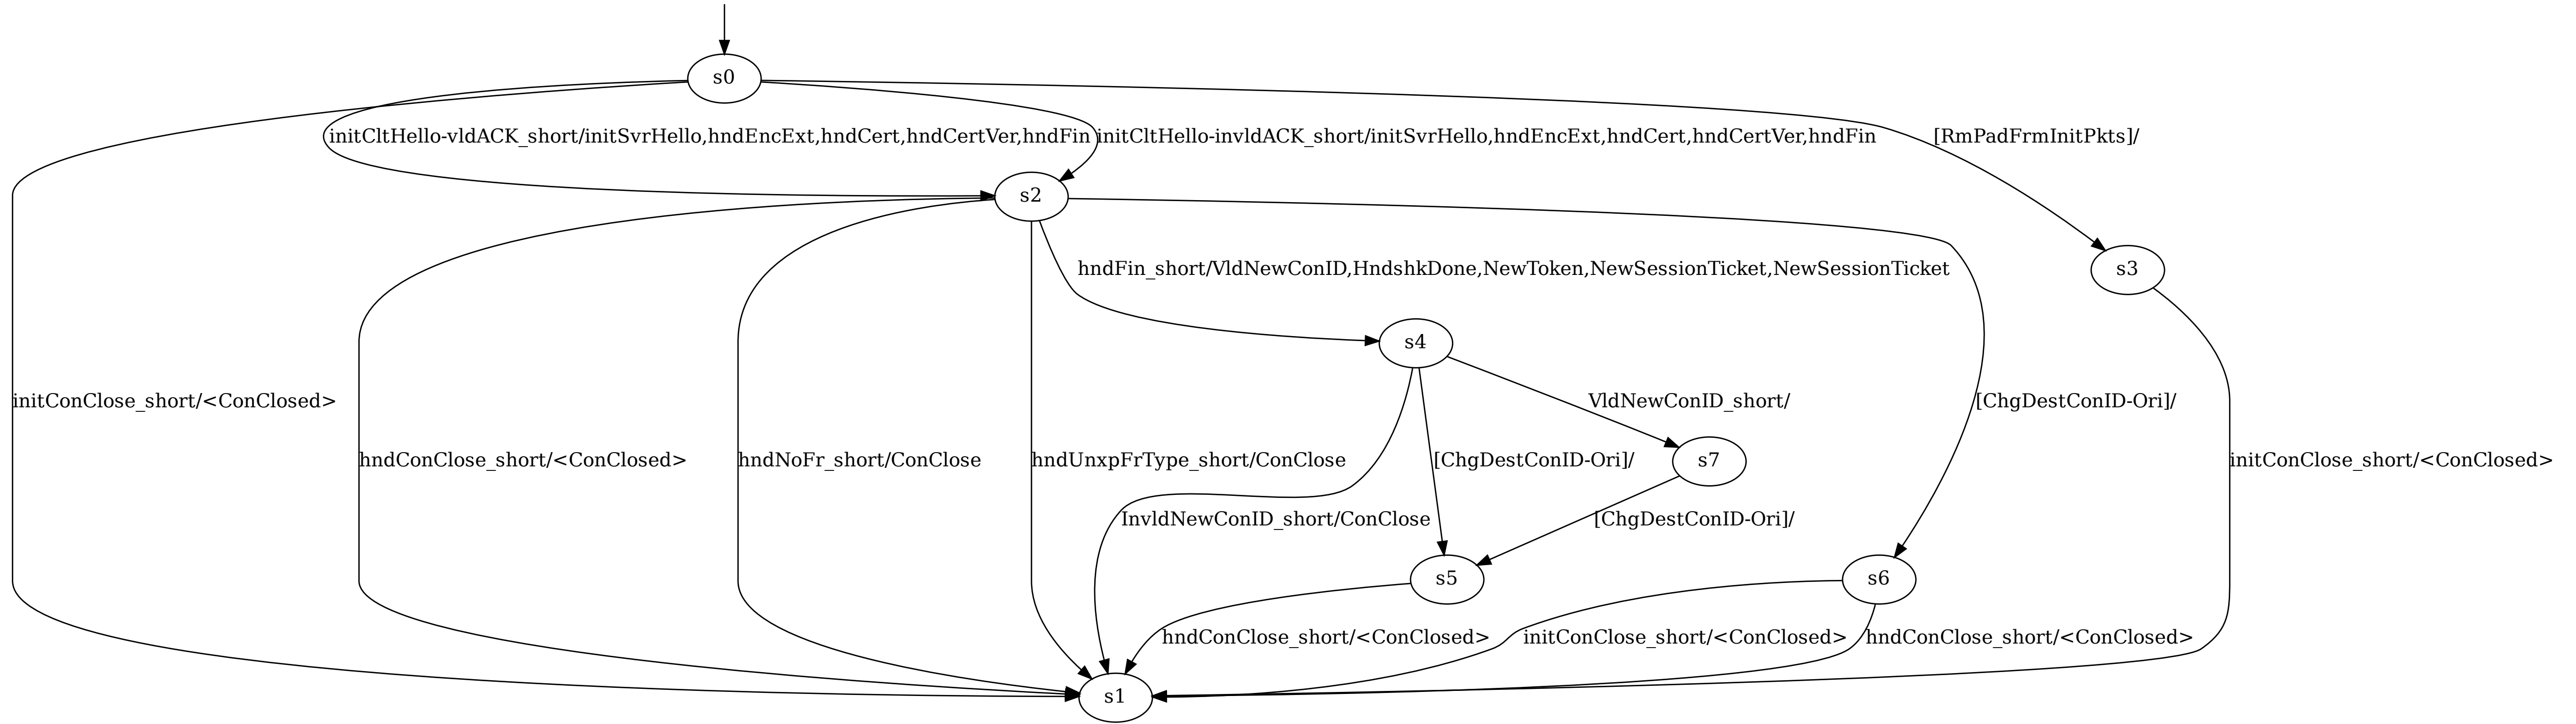 s0
initCltHello-vldACK_short/initSvrHello,hndEncExt,hndCert,hndCertVer,hndFin
initCltHello-invldACK_short/initSvrHello,hndEncExt,hndCert,hndCertVer,hndFin
[RmPadFrmInitPkts]/
s2
hndFin_short/VldNewConID,HndshkDone,NewToken,NewSessionTicket,NewSessionTicket
s3
s4
initConClose_short/<ConClosed>
VldNewConID_short/
[ChgDestConID-Ori]/
hndConClose_short/<ConClosed>
hndNoFr_short/ConClose
hndUnxpFrType_short/ConClose
[ChgDestConID-Ori]/
s7
initConClose_short/<ConClosed>
InvldNewConID_short/ConClose
[ChgDestConID-Ori]/
s5
s6
hndConClose_short/<ConClosed>
initConClose_short/<ConClosed>
hndConClose_short/<ConClosed>
s1